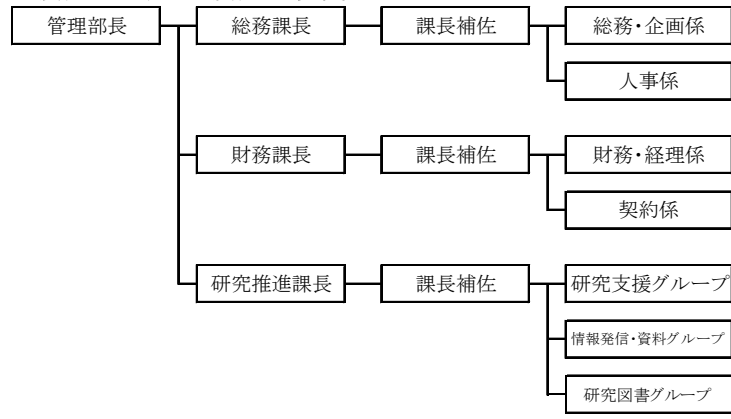 管理部長
総務課長
課長補佐
総務・企画係
人事係
財務課長
課長補佐
財務・経理係
契約係
研究推進課長
課長補佐
研究支援グループ
情報発信・資料グループ
研究図書グループ